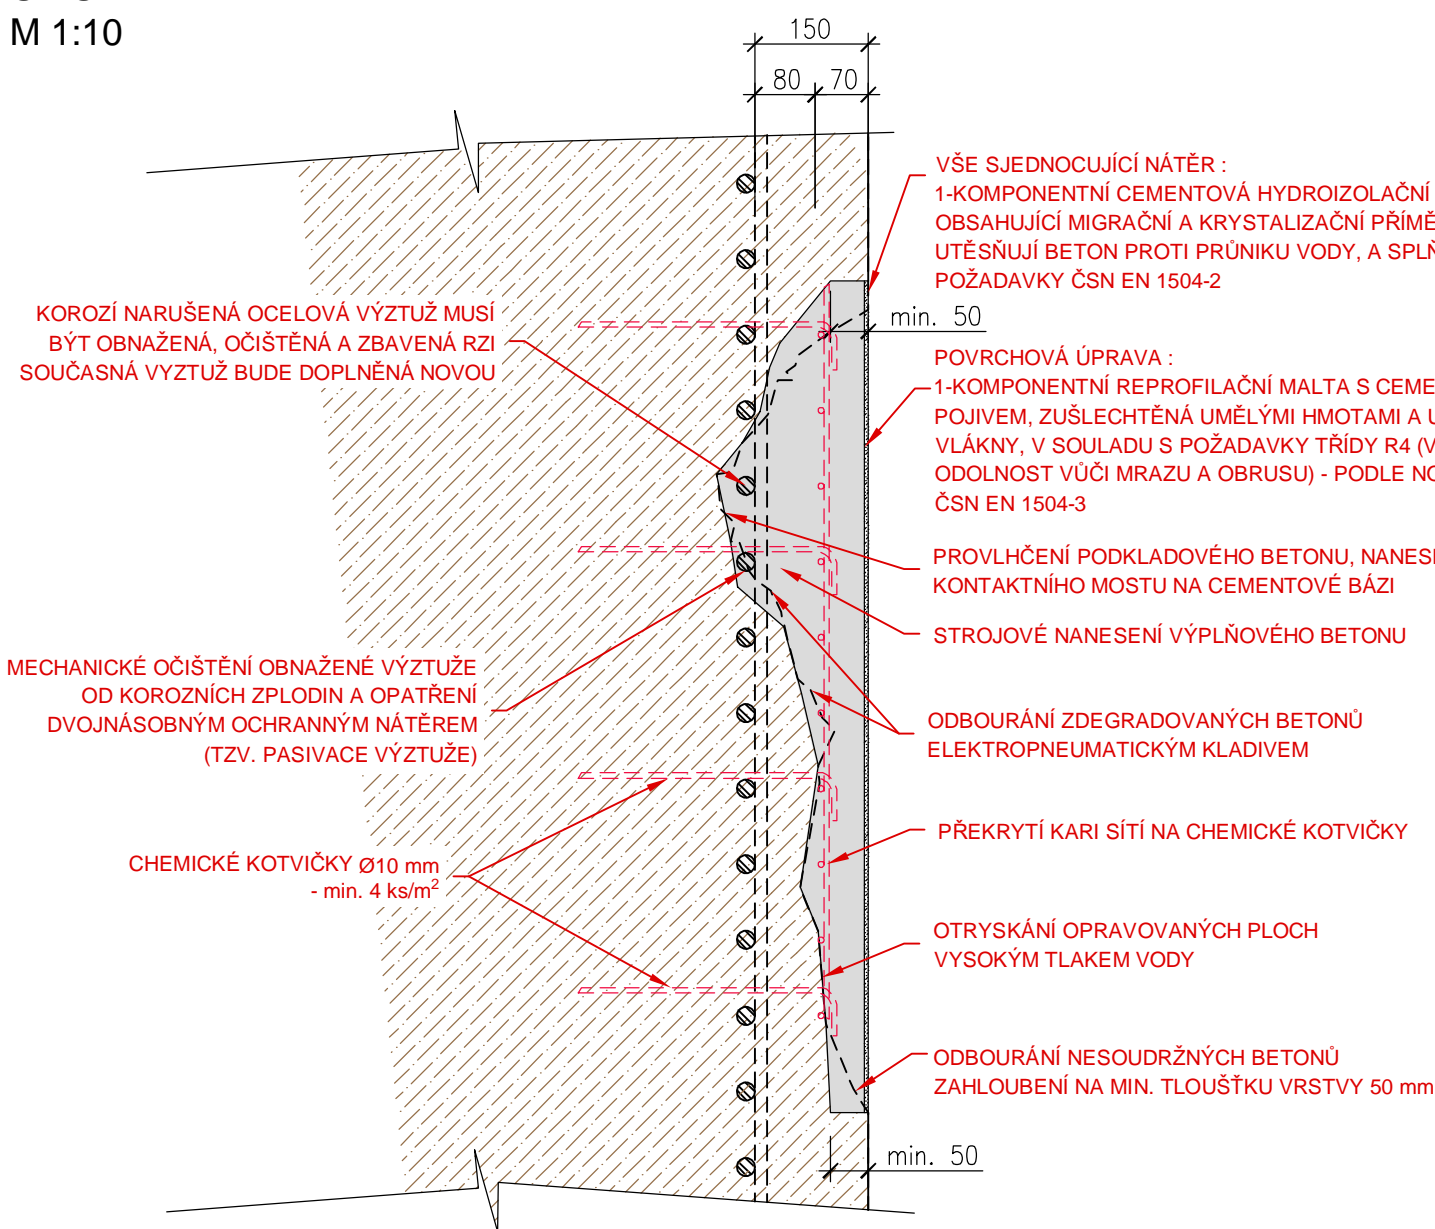 M 1:10
150
80
70
VŠE SJEDNOCUJÍCÍ NÁTĚR :
1-KOMPONENTNÍ CEMENTOVÁ HYDROIZOLAČNÍ
OBSAHUJÍCÍ MIGRAČNÍ A KRYSTALIZAČNÍ
UTĚSŇUJÍ BETON PROTI PRŮNIKU VODY, A
POŽADAVKY ČSN EN 1504-2
min. 50
KOROZÍ NARUŠENÁ OCELOVÁ VÝZTUŽ MUSÍ
BÝT OBNAŽENÁ, OČIŠTĚNÁ A ZBAVENÁ RZI
SOUČASNÁ VYZTUŽ BUDE DOPLNĚNÁ NOVOU
POVRCHOVÁ ÚPRAVA :
1-KOMPONENTNÍ REPROFILAČNÍ MALTA S
POJIVEM, ZUŠLECHTĚNÁ UMĚLÝMI HMOTAMI A
VLÁKNY, V SOULADU S POŽADAVKY TŘÍDY R4
ODOLNOST VŮČI MRAZU A OBRUSU) - PODLE
ČSN EN 1504-3
PROVLHČENÍ PODKLADOVÉHO BETONU,
KONTAKTNÍHO MOSTU NA CEMENTOVÉ BÁZI
STROJOVÉ NANESENÍ VÝPLŇOVÉHO BETONU
MECHANICKÉ OČIŠTĚNÍ OBNAŽENÉ VÝZTUŽE
OD KOROZNÍCH ZPLODIN A OPATŘENÍ
DVOJNÁSOBNÝM OCHRANNÝM NÁTĚREM
(TZV. PASIVACE VÝZTUŽE)
ODBOURÁNÍ ZDEGRADOVANÝCH BETONŮ
ELEKTROPNEUMATICKÝM KLADIVEM
PŘEKRYTÍ KARI SÍTÍ NA CHEMICKÉ KOTVIČKY
CHEMICKÉ KOTVIČKY Ø10 mm
- min. 4 ks/m²
OTRYSKÁNÍ OPRAVOVANÝCH PLOCH
VYSOKÝM TLAKEM VODY
ODBOURÁNÍ NESOUDRŽNÝCH BETONŮ
ZAHLOUBENÍ NA MIN. TLOUŠŤKU VRSTVY 50 mm
min. 50